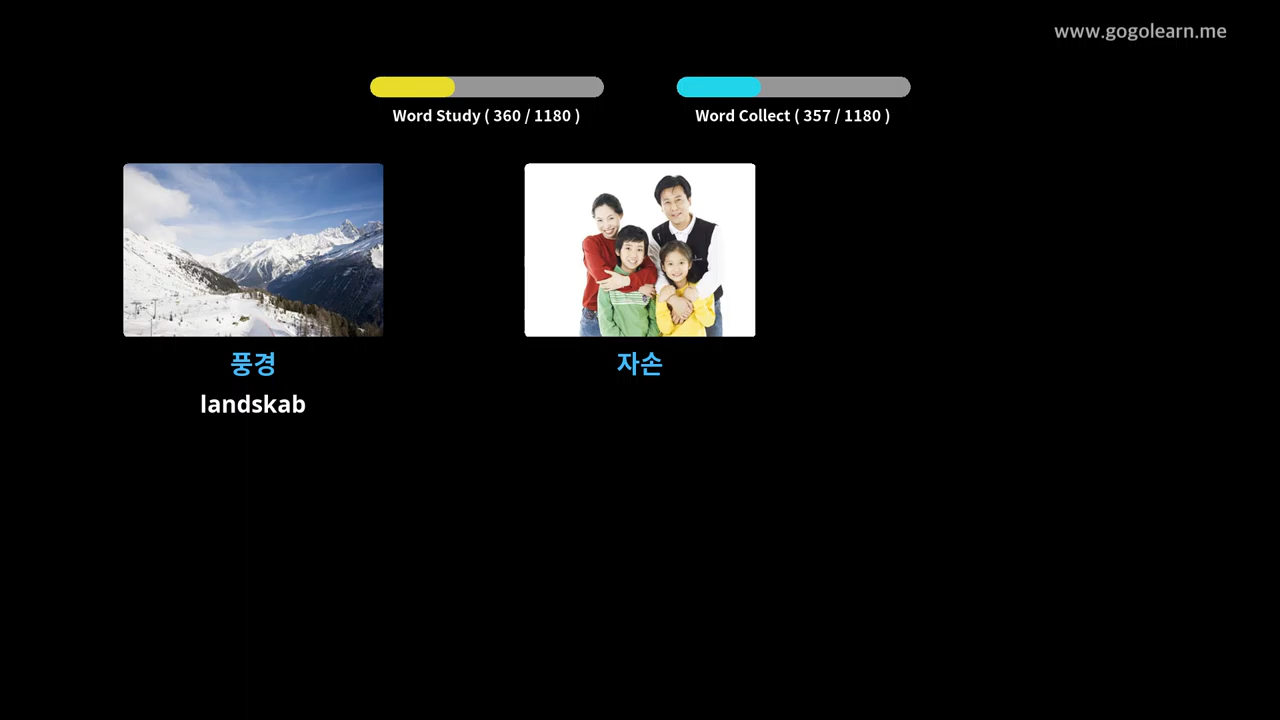 www.gogolearn.me
Word Study ( 360 / 1180 )
Word Collect ( 357 / 1180 )
풍경
landskab
자손